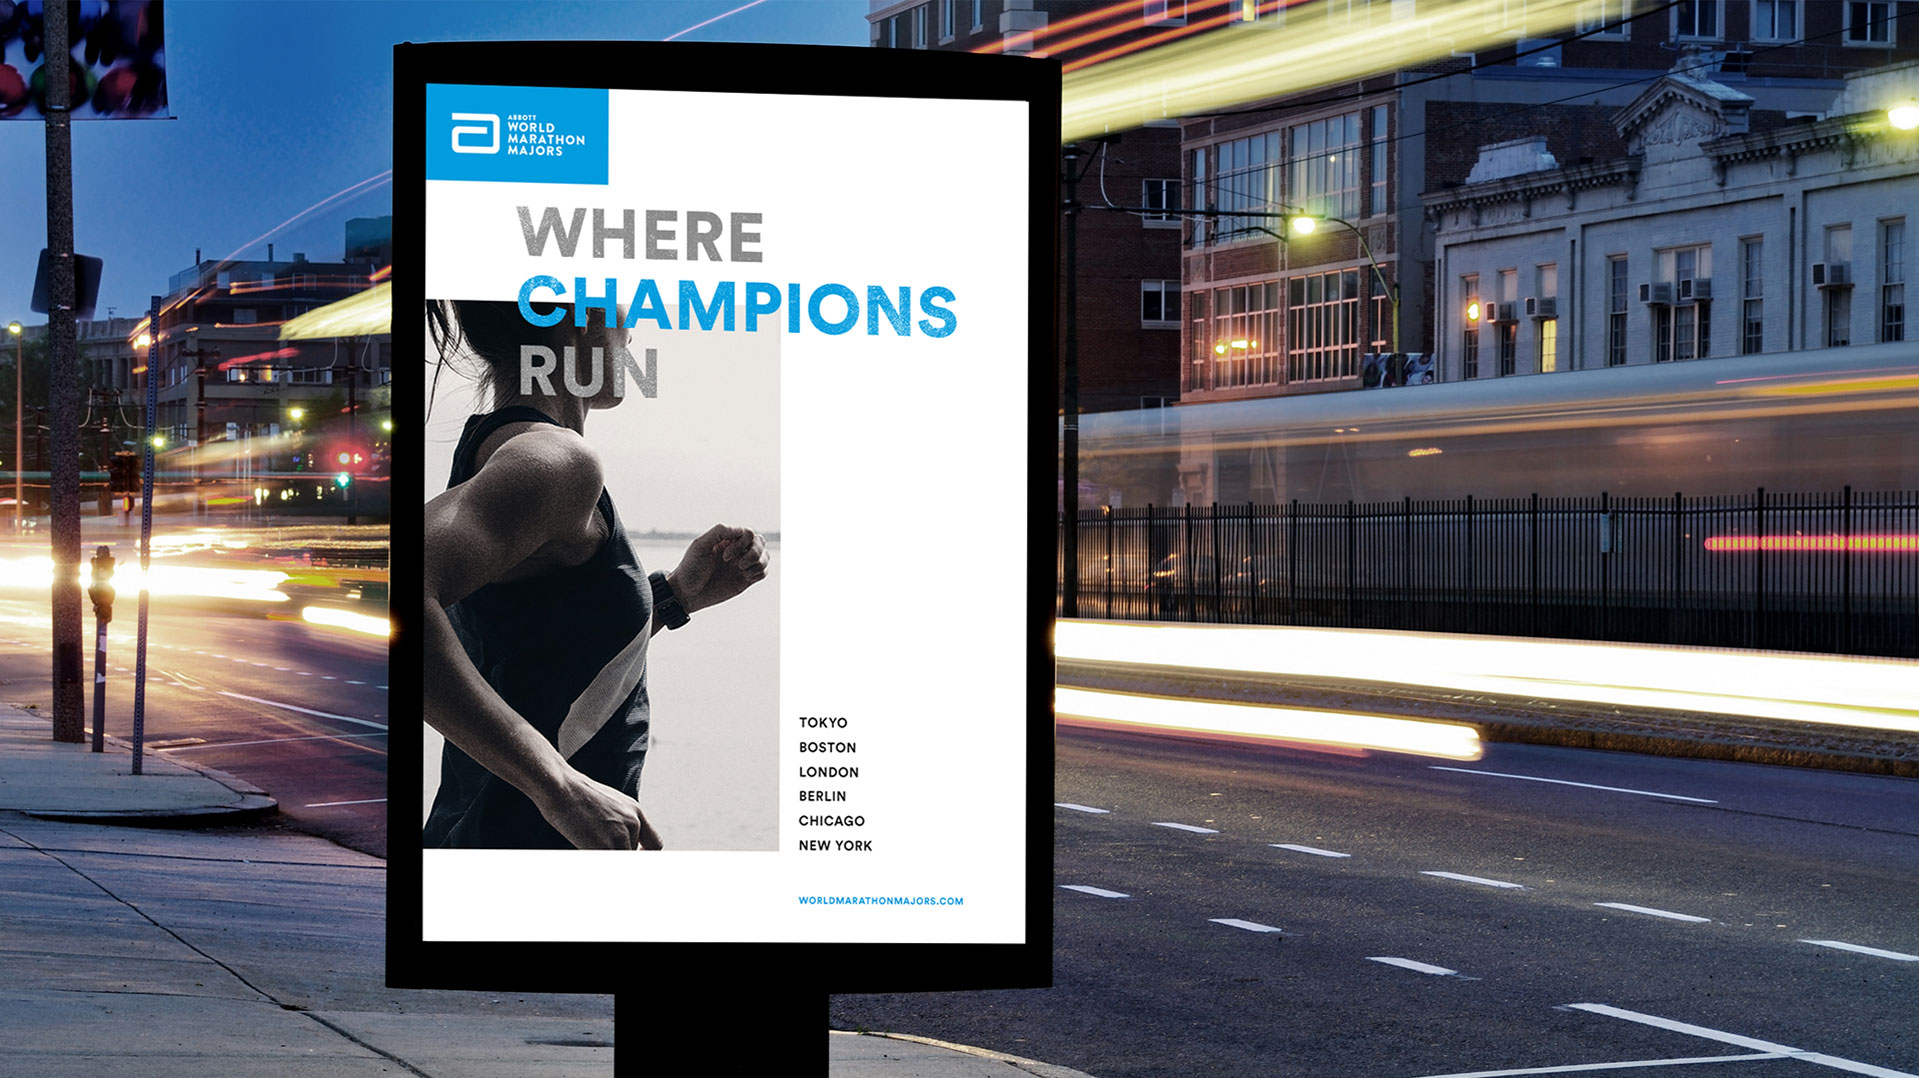 ABBOTT
WORLD
MARATHON
MAJORS
WHERE
CHAMPIONS
RUN
TOKYO
BOSTON
LONDON
BERLIN
CHICAGO
NEW YORK
WORLDMARATHONMAJORS.COM